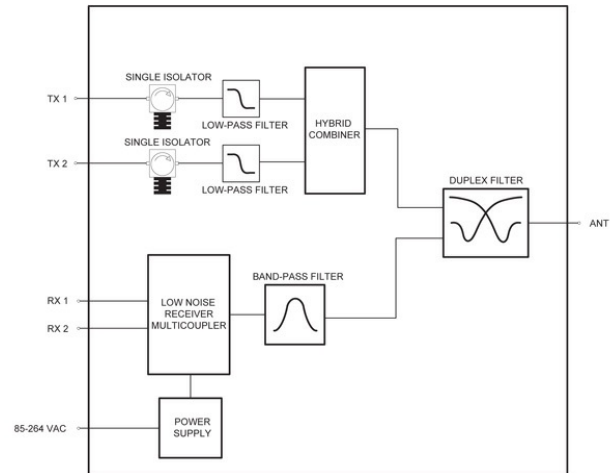 SINGLE ISOLATOR
TX 1
LOW-PASS FILTER
HYBRID
COMBINER
SINGLE ISOLATOR
TX 2
LOW-PASS FILTER
DUPLEX FILTER
ANT
BAND-PASS FILTER
RX 1
RX 2
LOW NOISE
RECEIVER
MULTICOUPLER
85-264 VAC
POWER
SUPPLY